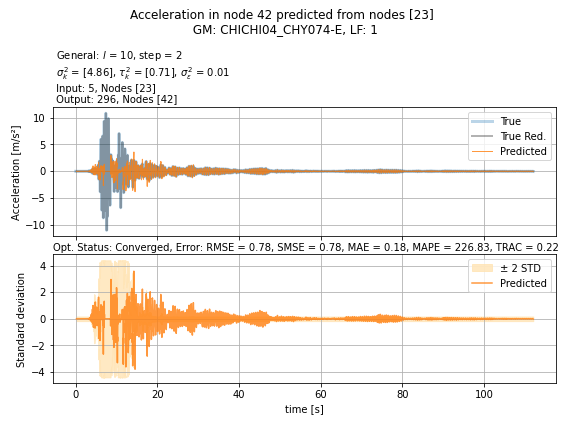 Acceleration in node 42 predicted from nodes [23]
GM: CHICHI04_CHY074-E, LF: 1
General: l = 10, step = 2
σ²ₖ = [4.86], τ²ₖ = [0.71], σ²ε = 0.01
Input: 5, Nodes [23]
Output: 296, Nodes [42]
Acceleration [m/s²]
10
5
0
−5
−10
True
True Red.
Predicted
Opt. Status: Converged, Error: RMSE = 0.78, SMSE = 0.78, MAE = 0.18, MAPE = 226.83, TRAC = 0.22
Standard deviation
4
2
0
−2
−4
± 2 STD
Predicted
0 20 40 60 80 100
time [s]